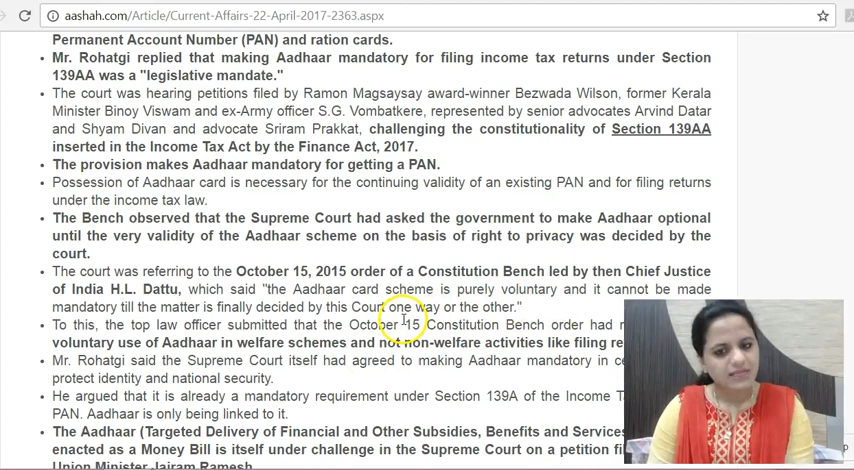 aashah.com/Article/Current-Affairs-22-April-2017-2363.aspx
Permanent Account Number (PAN) and ration cards.
Mr. Rohatgi replied that making Aadhaar mandatory for filing income tax returns under Section
139AA was a "legislative mandate."
The court was hearing petitions filed by Ramon Magsaysay award-winner Bezwada Wilson, former Kerala
Minister Binoy Viswam and ex-Army officer S.G. Vombatkere, represented by senior advocates Arvind Datar
and Shyam Divan and advocate Sriram Prakkat, challenging the constitutionality of Section 139AA
inserted in the Income Tax Act by the Finance Act, 2017.
The provision makes Aadhaar mandatory for getting a PAN.
Possession of Aadhaar card is necessary for the continuing validity of an existing PAN and for filing returns
under the income tax law.
The Bench observed that the Supreme Court had asked the government to make Aadhaar optional
until the very validity of the Aadhaar scheme on the basis of right to privacy was decided by the
court.
The court was referring to the October 15, 2015 order of a Constitution Bench led by then Chief Justice
of India H.L. Dattu, which said "the Aadhaar card scheme is purely voluntary and it cannot be made
mandatory till the matter is finally decided by this Court one way or the other."
To this, the top law officer submitted that the October 15 Constitution Bench order had
voluntary use of Aadhaar in welfare schemes and not non-welfare activities like filing
Mr. Rohatgi said the Supreme Court itself had agreed to making Aadhaar mandatory in
protect identity and national security.
He argued that it is already a mandatory requirement under Section 139A of the Income
PAN. Aadhaar is only being linked to it.
The Aadhaar (Targeted Delivery of Financial and Other Subsidies, Benefits and Services
enacted as a Money Bill is itself under challenge in the Supreme Court on a petition
Union Minister Jairam Ramesh